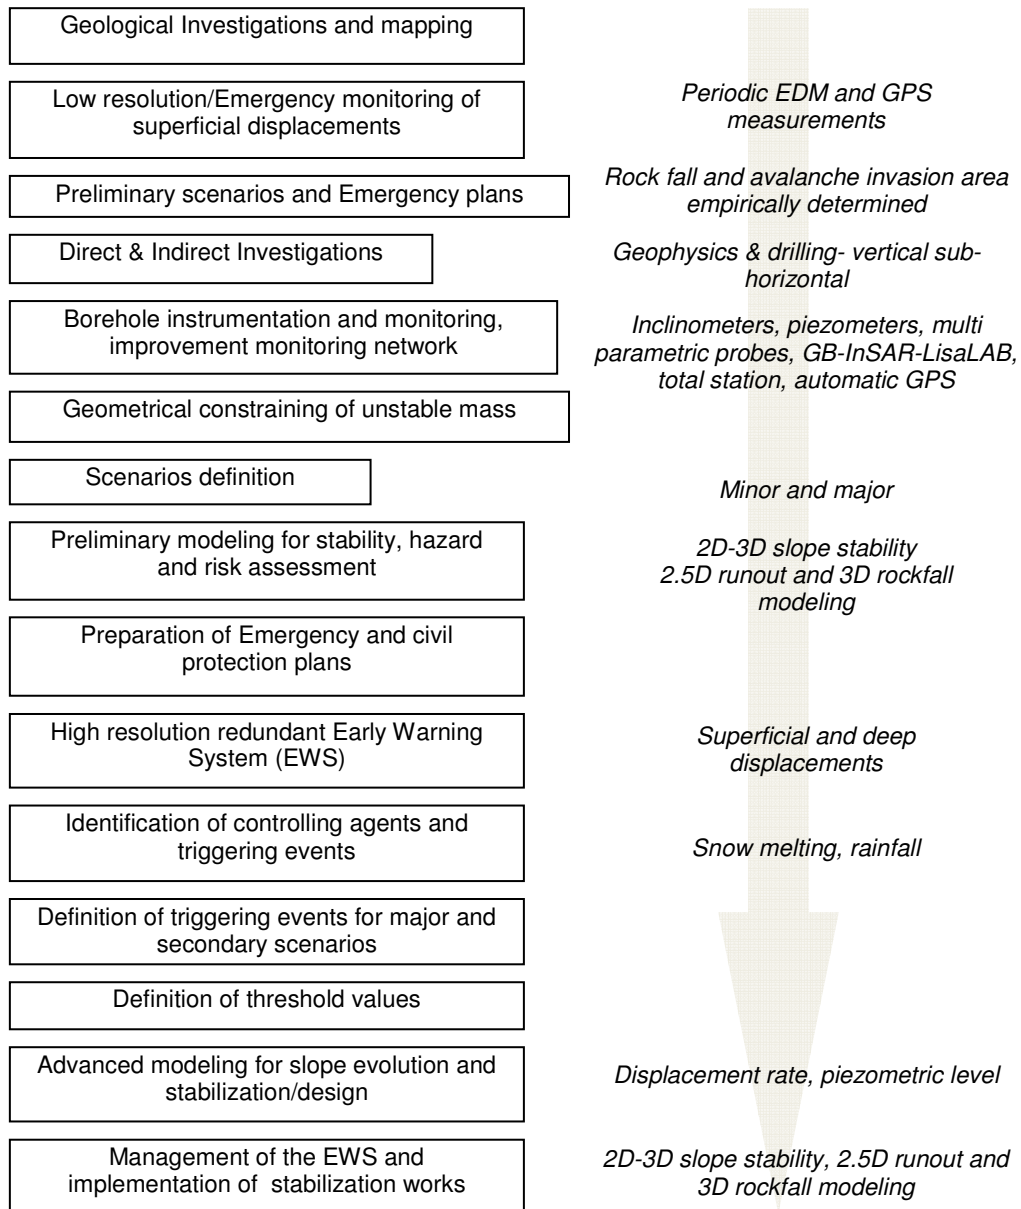 Geological Investigations and mapping
Low resolution/Emergency monitoring of
superficial displacements
Periodic EDM and GPS
measurements
Preliminary scenarios and Emergency plans
Rock fall and avalanche invasion area
empirically determined
Direct & Indirect Investigations
Geophysics & drilling- vertical sub-
horizontal
Borehole instrumentation and monitoring,
improvement monitoring network
Inclinometers, piezometers, multi
parametric probes, GB-InSAR-LisaLAB,
total station, automatic GPS
Geometrical constraining of unstable mass
Scenarios definition
Minor and major
Preliminary modeling for stability, hazard
and risk assessment
2D-3D slope stability
2.5D runout and 3D rockfall
modeling
Preparation of Emergency and civil
protection plans
High resolution redundant Early Warning
System (EWS)
Superficial and deep
displacements
Identification of controlling agents and
triggering events
Snow melting, rainfall
Definition of triggering events for major and
secondary scenarios
Definition of threshold values
Advanced modeling for slope evolution and
stabilization/design
Displacement rate, piezometric level
Management of the EWS and
implementation of  stabilization works
2D-3D slope stability, 2.5D runout and
3D rockfall modeling